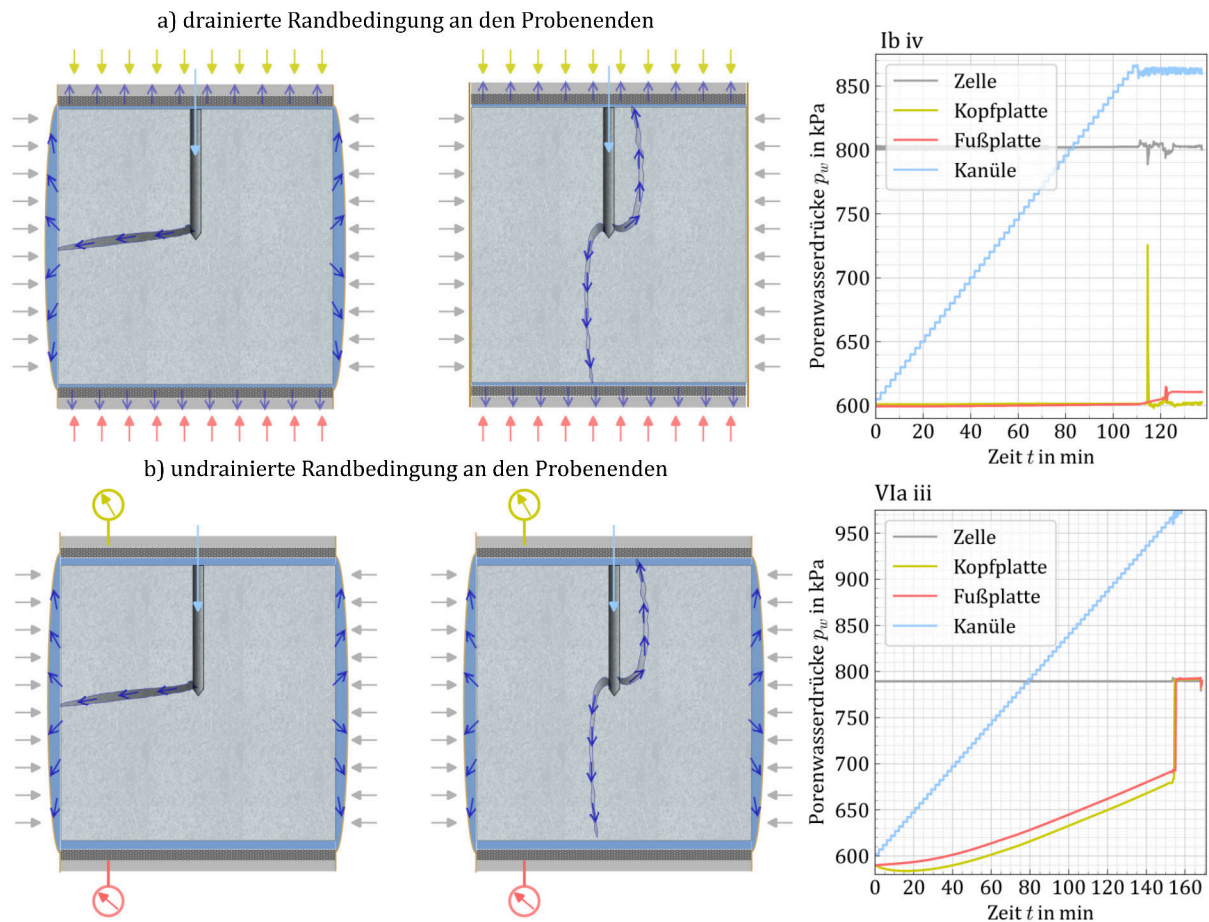 a) drainierte Randbedingung an den Probenenden
Ib iv
Porenwasserdrücke p_w in kPa
850
800
750
700
650
600
Zelle
Kopfplatte
Fußplatte
Kanüle
0
20
40
60
80
100
120
Zeit t in min
b) undrainierte Randbedingung an den Probenenden
VIa iii
Porenwasserdrücke p_w in kPa
950
900
850
800
750
700
650
600
Zelle
Kopfplatte
Fußplatte
Kanüle
0
20
40
60
80
100
120
140
160
Zeit t in min